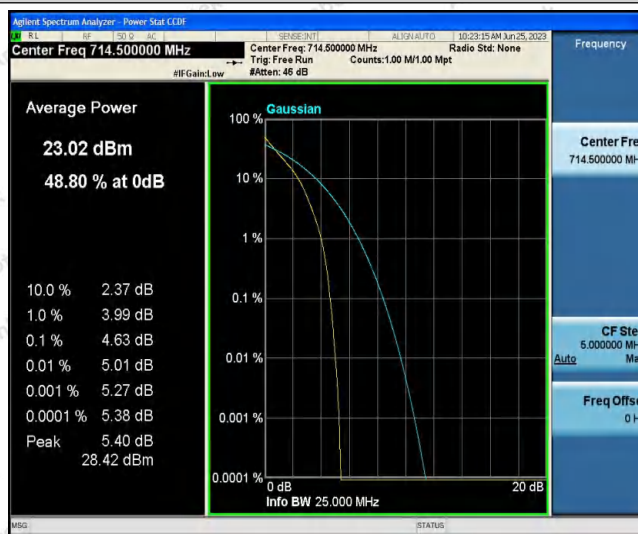 Agilent Spectrum Analyzer - Power Stat CCDF
RL RF 50 Ω AC SENSE:INT ALIGN AUTO 10:23:15 AM Jun 25, 2023
Center Freq 714.500000 MHz
Center Freq: 714.500000 MHz Radio Std: None
Trig: Free Run Counts:1.00 M/1.00 Mpt
#IFGain:Low #Atten: 46 dB
Frequency
Average Power
23.02 dBm
48.80 % at 0dB
10.0 % 2.37 dB
1.0 % 3.99 dB
0.1 % 4.63 dB
0.01 % 5.01 dB
0.001 % 5.27 dB
0.0001 % 5.38 dB
Peak 5.40 dB
28.42 dBm
Gaussian
100 %
10 %
1 %
0.1 %
0.01 %
0.001 %
0.0001 %
0 dB 20 dB
Info BW 25.000 MHz
Center Fre
714.500000 MH
CF Ste
5.000000 MH
Auto Ma
Freq Offs
0 H
MSG STATUS